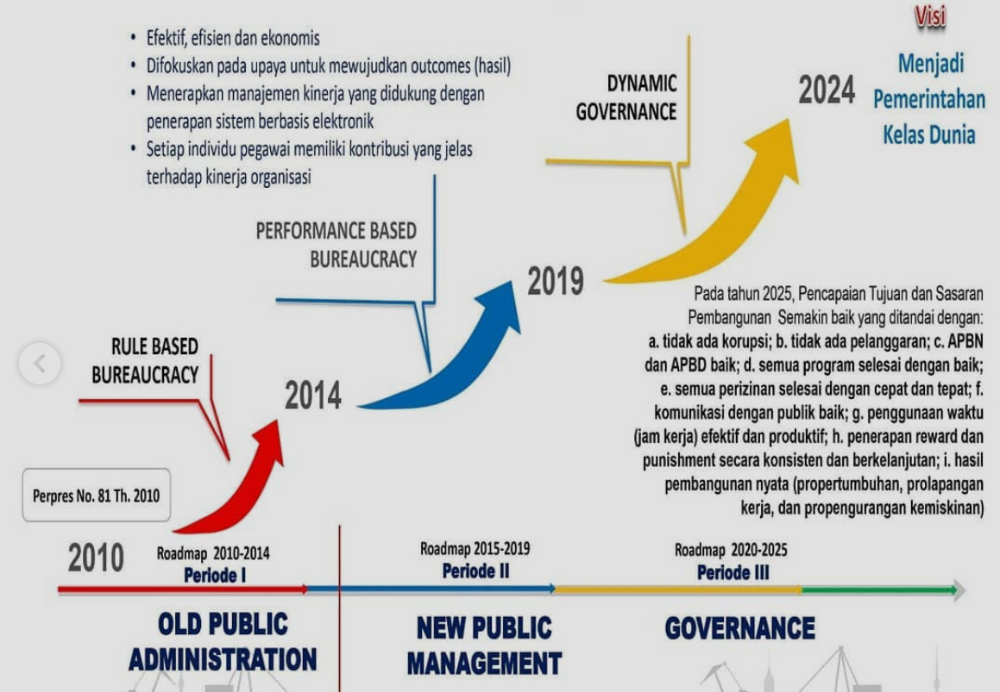 Visi
Menjadi
Pemerintahan
Kelas Dunia
• Efektif, efisien dan ekonomis
• Difokuskan pada upaya untuk mewujudkan outcomes (hasil)
• Menerapkan manajemen kinerja yang didukung dengan
penerapan sistem berbasis elektronik
• Setiap individu pegawai memiliki kontribusi yang jelas
terhadap kinerja organisasi
DYNAMIC
GOVERNANCE
2024
PERFORMANCE BASED
BUREAUCRACY
2019
RULE BASED
BUREAUCRACY
2014
Pada tahun 2025, Pencapaian Tujuan dan Sasaran
Pembangunan Semakin baik yang ditandai dengan:
a. tidak ada korupsi; b. tidak ada pelanggaran; c. APBN
dan APBD baik; d. semua program selesai dengan baik;
e. semua perizinan selesai dengan cepat dan tepat; f.
komunikasi dengan publik baik; g. penggunaan waktu
(jam kerja) efektif dan produktif; h. penerapan reward dan
punishment secara konsisten dan berkelanjutan; i. hasil
pembangunan nyata (propertumbuhan, prolapangan
kerja, dan propengurangan kemiskinan)
Perpres No. 81 Th. 2010
2010
Roadmap 2010-2014
Periode I
Roadmap 2015-2019
Periode II
Roadmap 2020-2025
Periode III
OLD PUBLIC
ADMINISTRATION
NEW PUBLIC
MANAGEMENT
GOVERNANCE